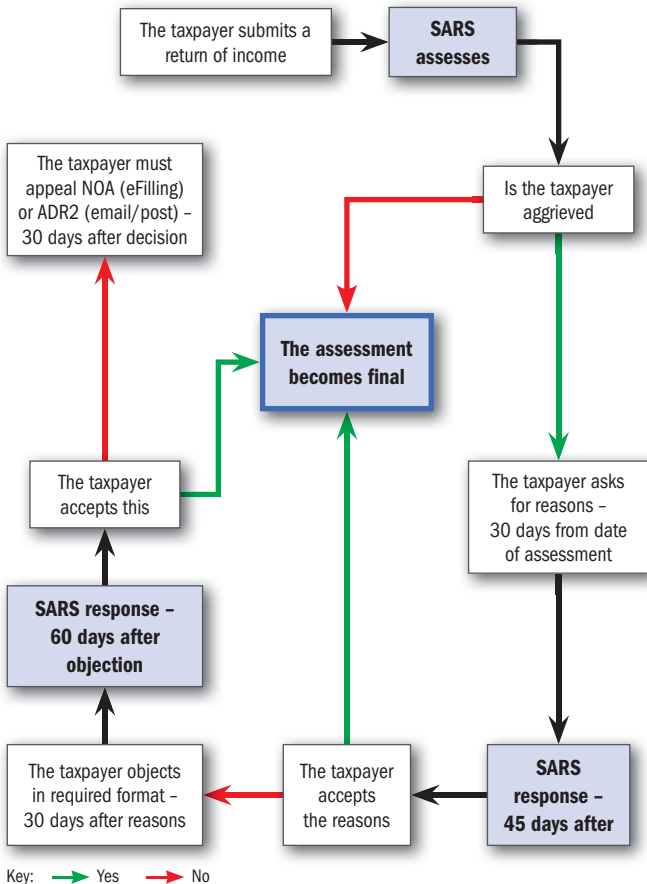 The taxpayer submits a
return of income
SARS
assesses
The taxpayer must
appeal NOA (eFilling)
or ADR2 (email/post) –
30 days after decision
Is the taxpayer
aggrieved
The assessment
becomes final
The taxpayer
accepts this
The taxpayer asks
for reasons –
30 days from date
of assessment
SARS response –
60 days after
objection
The taxpayer objects
in required format –
30 days after reasons
The taxpayer
accepts
the reasons
SARS
response –
45 days after
Key: Yes No